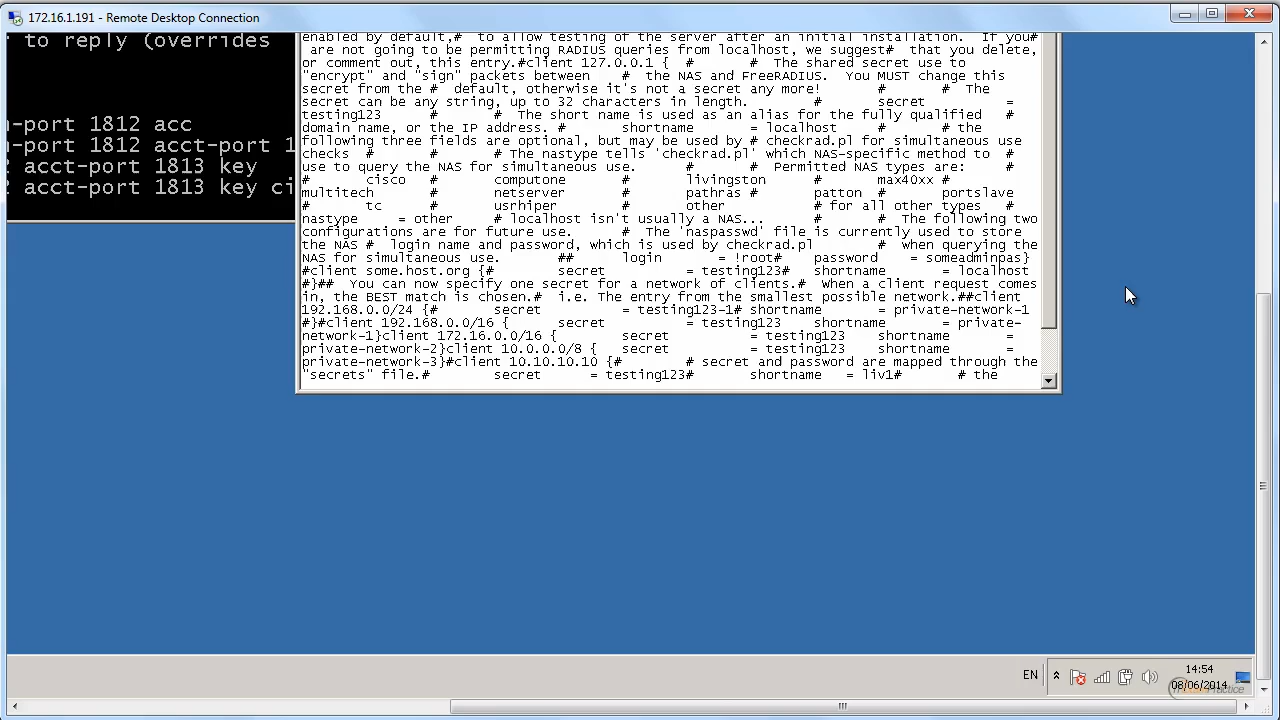 172.16.1.191 - Remote Desktop Connection
to reply (overrides
n-port 1812 acc
n-port 1812 acct-port 1
2 acct-port 1813 key
2 acct-port 1813 key ci
enabled by default,# to allow testing of the server after an initial installation. If you#
are not going to be permitting RADIUS queries from localhost, we suggest# that you delete,
or comment out, this entry.#client 127.0.0.1 { # # The shared secret use to
"encrypt" and "sign" packets between # the NAS and FreeRADIUS. You MUST change this
secret from the # default, otherwise it's not a secret any more! # # The
secret can be any string, up to 32 characters in length. # secret =
testing123 # # The short name is used as an alias for the fully qualified #
domain name, or the IP address. # shortname = localhost # # the
following three fields are optional, but may be used by # checkrad.pl for simultaneous use
checks # # The nastype tells 'checkrad.pl' which NAS-specific method to #
use to query the NAS for simultaneous use. # # Permitted NAS types are: #
# cisco # computone # livingston # max40xx #
multitech # netserver # pathras # patton # portslave
# tc # usrhiper # other # for all other types #
nastype = other # localhost isn't usually a NAS... # # The following two
configurations are for future use. # The 'naspasswd' file is currently used to store
the NAS # login name and password, which is used by checkrad.pl # when querying the
NAS for simultaneous use. ## login = !root# password = someadminpas}
#client some.host.org {# secret = testing123# shortname = localhost
#}## You can now specify one secret for a network of clients.# When a client request comes
in, the BEST match is chosen.# i.e. The entry from the smallest possible network.##client
192.168.0.0/24 {# secret = testing123-1# shortname = private-network-1
#}#client 192.168.0.0/16 { secret = testing123 shortname = private-
network-1}client 172.16.0.0/16 { secret = testing123 shortname =
private-network-2}client 10.0.0.0/8 { secret = testing123 shortname =
private-network-3}#client 10.10.10.10 {# # secret and password are mapped through the
"secrets" file.# secret = testing123# shortname = liv1# # the
EN
14:54
08/06/2014